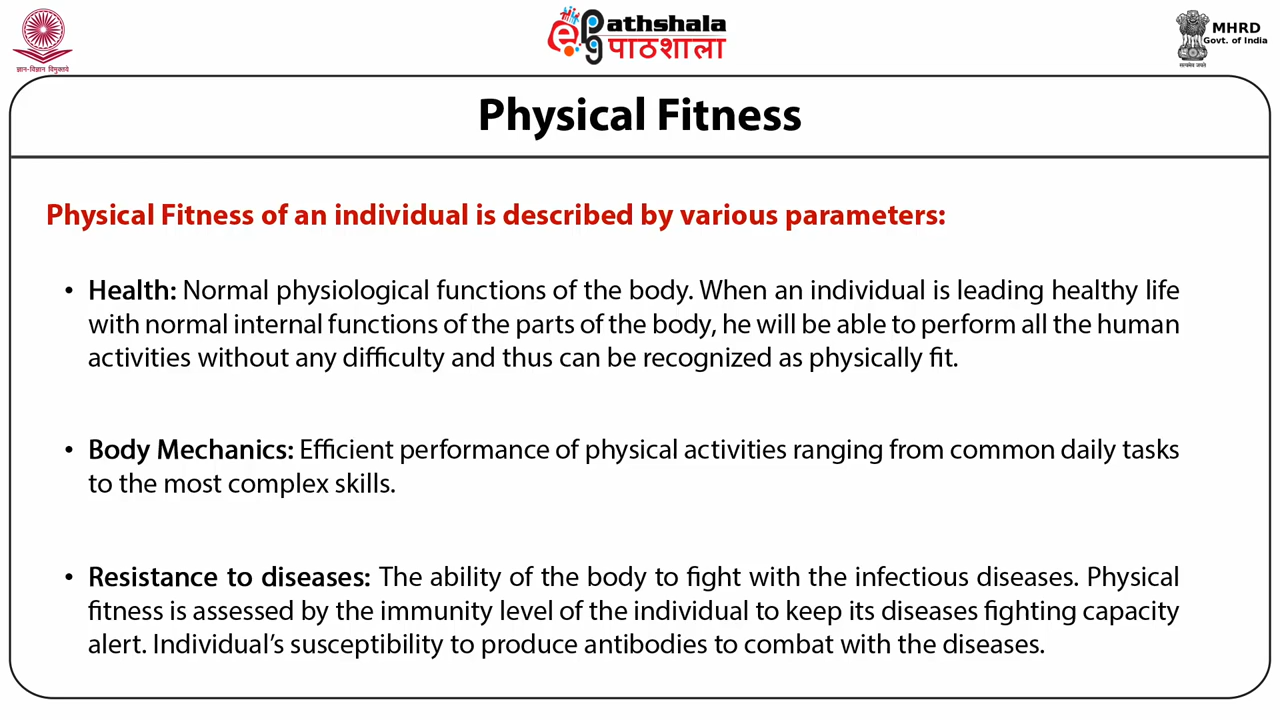 ज्ञान-विज्ञान विमुक्तये
epathshala
पाठशाला
सत्यमेव जयते
MHRD
Govt. of India
Physical Fitness
Physical Fitness of an individual is described by various parameters:
• Health: Normal physiological functions of the body. When an individual is leading healthy life
with normal internal functions of the parts of the body, he will be able to perform all the human
activities without any difficulty and thus can be recognized as physically fit.
• Body Mechanics: Efficient performance of physical activities ranging from common daily tasks
to the most complex skills.
• Resistance to diseases: The ability of the body to fight with the infectious diseases. Physical
fitness is assessed by the immunity level of the individual to keep its diseases fighting capacity
alert. Individual's susceptibility to produce antibodies to combat with the diseases.